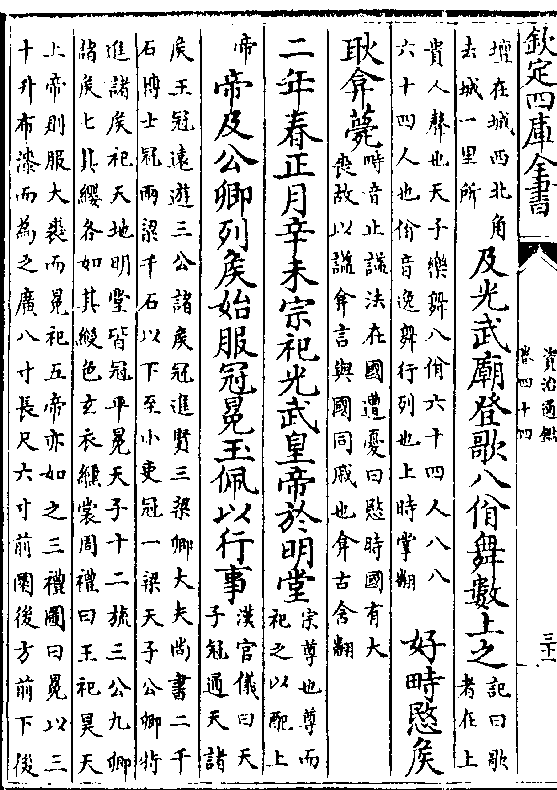 欽定四庫全書
資治通鑑
卷四十四
三十一
壇在城西北角
去城一里所
及光武廟登歌八佾舞數上之
記曰歌
者在上
貴人聲也天子樂舞八佾六十四人八八
六十四人也佾音逸舞行列也上時掌翻
好畤愍矦
耿弇薨
時音止諡法在國遭憂曰愍時國有大
喪故以諡弇言與國同戚也弇古含翻
二年春正月辛未宗祀光武皇帝於明堂
宗尊也尊而
祀之以配上
帝
帝及公卿列矦始服冠冕玉佩以行事
漢官儀曰天
子冠通天諸
矦王冠遠遊三公諸矦冠進賢三梁卿大夫尚書二千
石博士冠兩梁千石以下至小吏冠一梁天子公卿特
進諸矦祀天地明堂皆冠平冕天子十二旒三公九卿
諸矦七其纓各如其綬色玄衣纁裳周禮曰王祀昊天
上帝則服大裘而冕祀五帝亦如之三禮圖曰冕以三
十升布漆而為之廣八寸長尺六寸前圜後方前下後